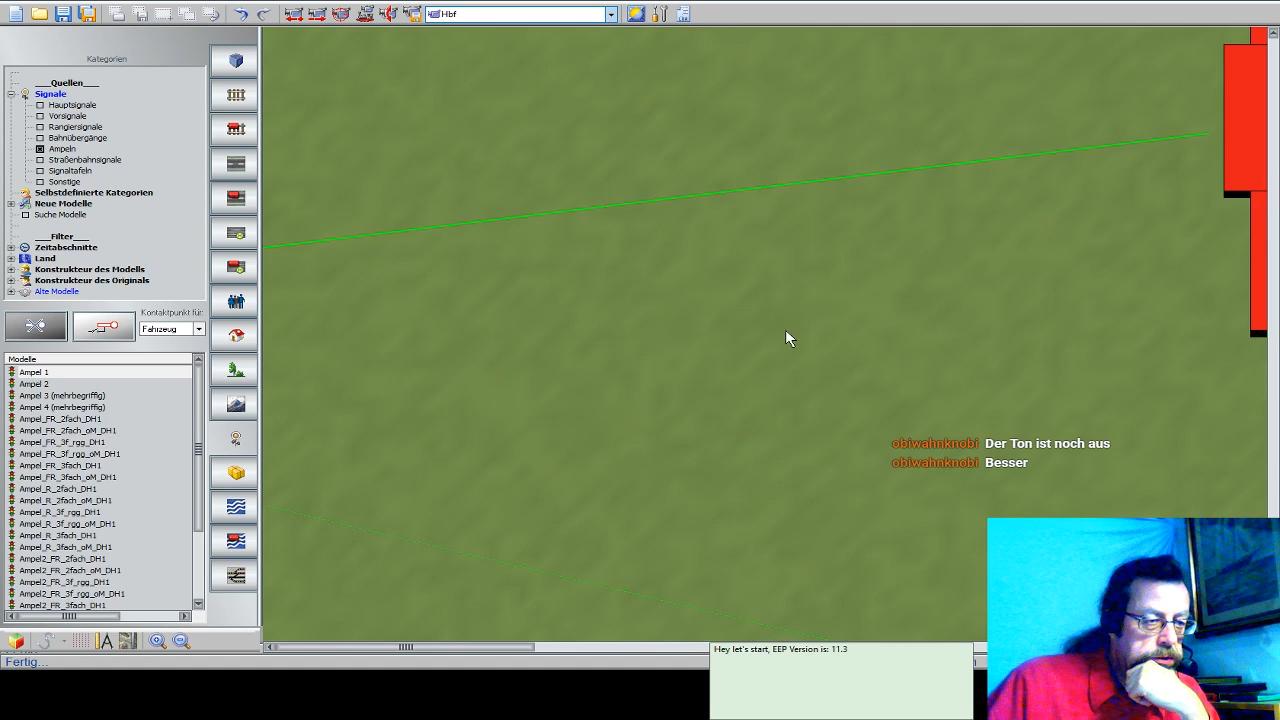 Hbf
Kategorien
___Quellen___
Signale
Hauptsignale
Vorsignale
Rangiersignale
Bahnübergänge
Ampeln
Straßenbahnsignale
Signaltafeln
Sonstige
Selbstdefinierte Kategorien
Neue Modelle
Suche Modelle
___Filter___
Zeitabschnitte
Land
Konstrukteur des Modells
Konstrukteur des Originals
Alte Modelle
Kontaktpunkt für:
Fahrzeug
Modelle
Ampel 1
Ampel 2
Ampel 3 (mehrbegriffig)
Ampel 4 (mehrbegriffig)
Ampel_FR_2fach_DH1
Ampel_FR_2fach_oM_DH1
Ampel_FR_3f_rgg_DH1
Ampel_FR_3f_rgg_oM_DH1
Ampel_FR_3fach_DH1
Ampel_FR_3fach_oM_DH1
Ampel_R_2fach_DH1
Ampel_R_2fach_oM_DH1
Ampel_R_3f_rgg_DH1
Ampel_R_3f_rgg_oM_DH1
Ampel_R_3fach_DH1
Ampel_R_3fach_oM_DH1
Ampel2_FR_2fach_DH1
Ampel2_FR_2fach_oM_DH1
Ampel2_FR_3f_rgg_DH1
Ampel2_FR_3f_rgg_oM_DH1
Ampel2_FR_3fach_DH1
obiwahnknobi Der Ton ist noch aus
obiwahnknobi Besser
Hey let's start, EEP Version is: 11.3
Fertig...